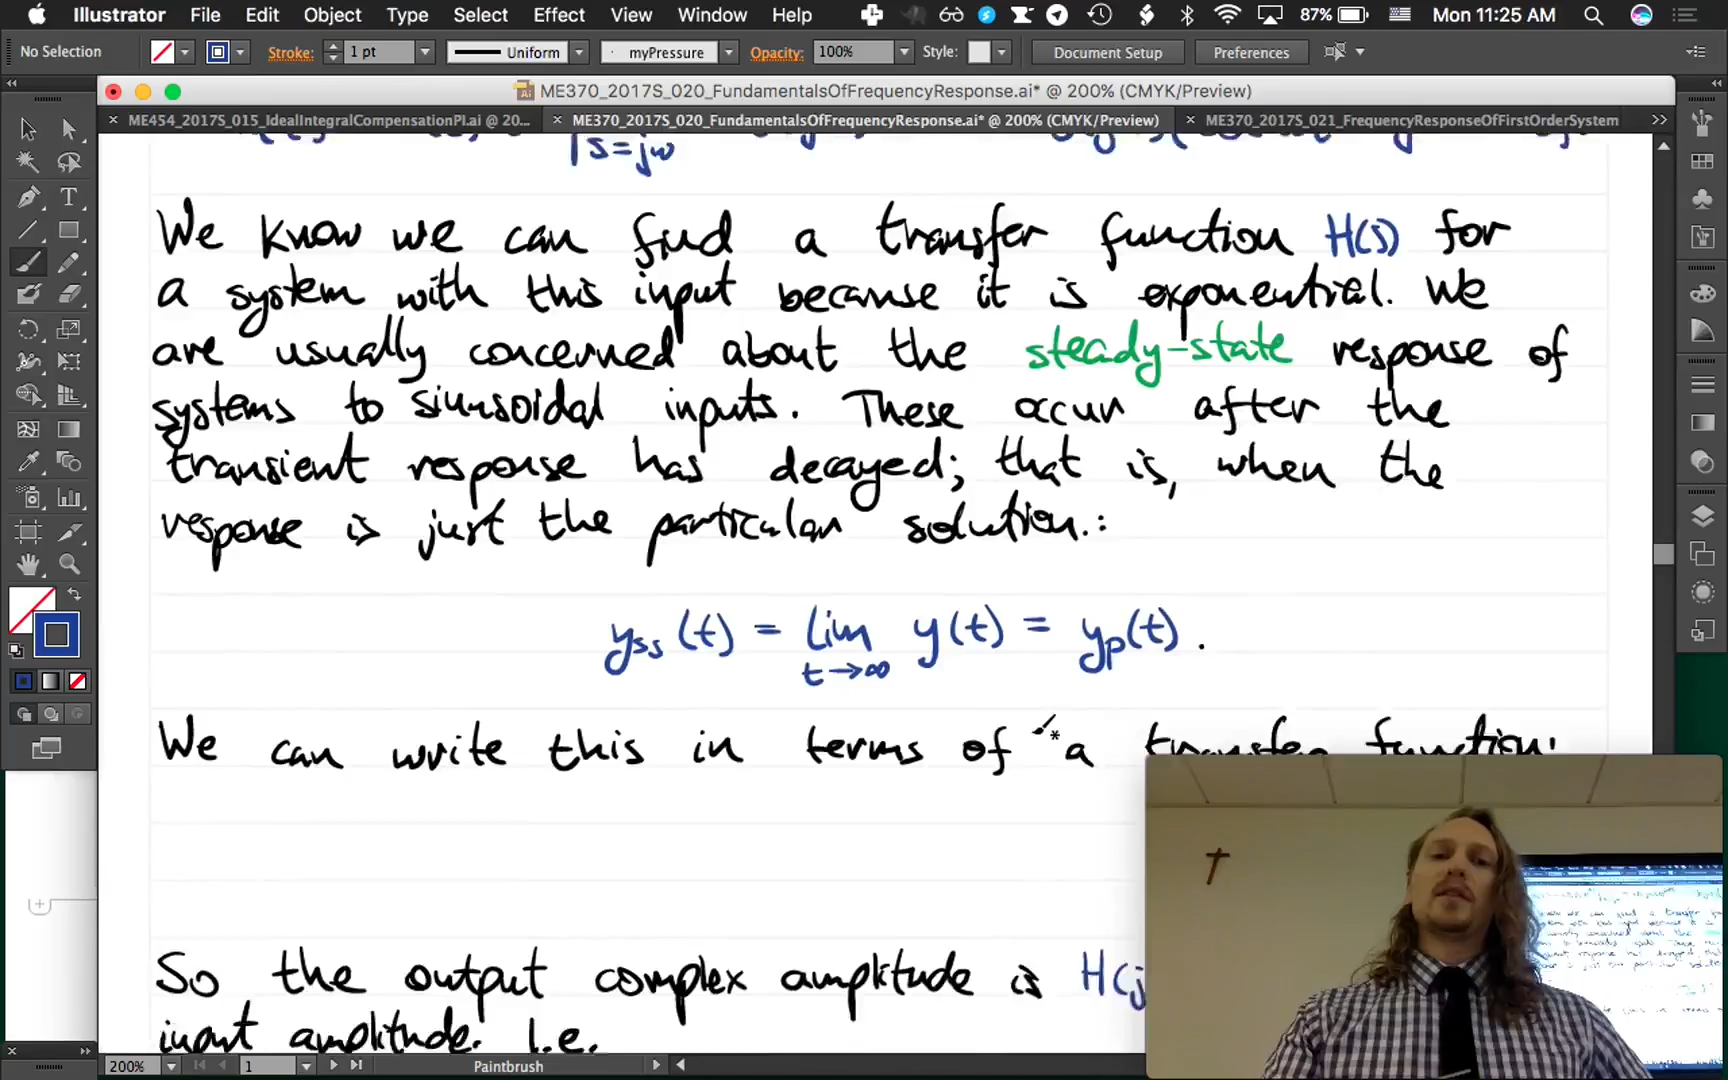 Illustrator File Edit Object Type Select Effect View Window Help 87% Mon 11:25 AM
No Selection Stroke: 1 pt Uniform myPressure Opacity: 100% Style: Document Setup Preferences
ME370_2017S_020_FundamentalsOfFrequencyResponse.ai* @ 200% (CMYK/Preview)
ME454_2017S_015_IdealIntegralCompensationPI.ai @ 20... ME370_2017S_020_FundamentalsOfFrequencyResponse.ai* @ 200% (CMYK/Preview) ME370_2017S_021_FrequencyResponseOfFirstOrderSystem
|s=jω
We know we can find a transfer function H(s) for
a system with this input because it is exponential. We
are usually concerned about the steady-state response of
systems to sinusoidal inputs. These occur after the
transient response has decayed; that is, when the
response is just the particular solution.:
yss(t) = lim y(t) = yp(t).
t→∞
We can write this in terms of a transfer function:
So the output complex amplitude is H(j
input amplitude. I.e.
200% 1 Paintbrush